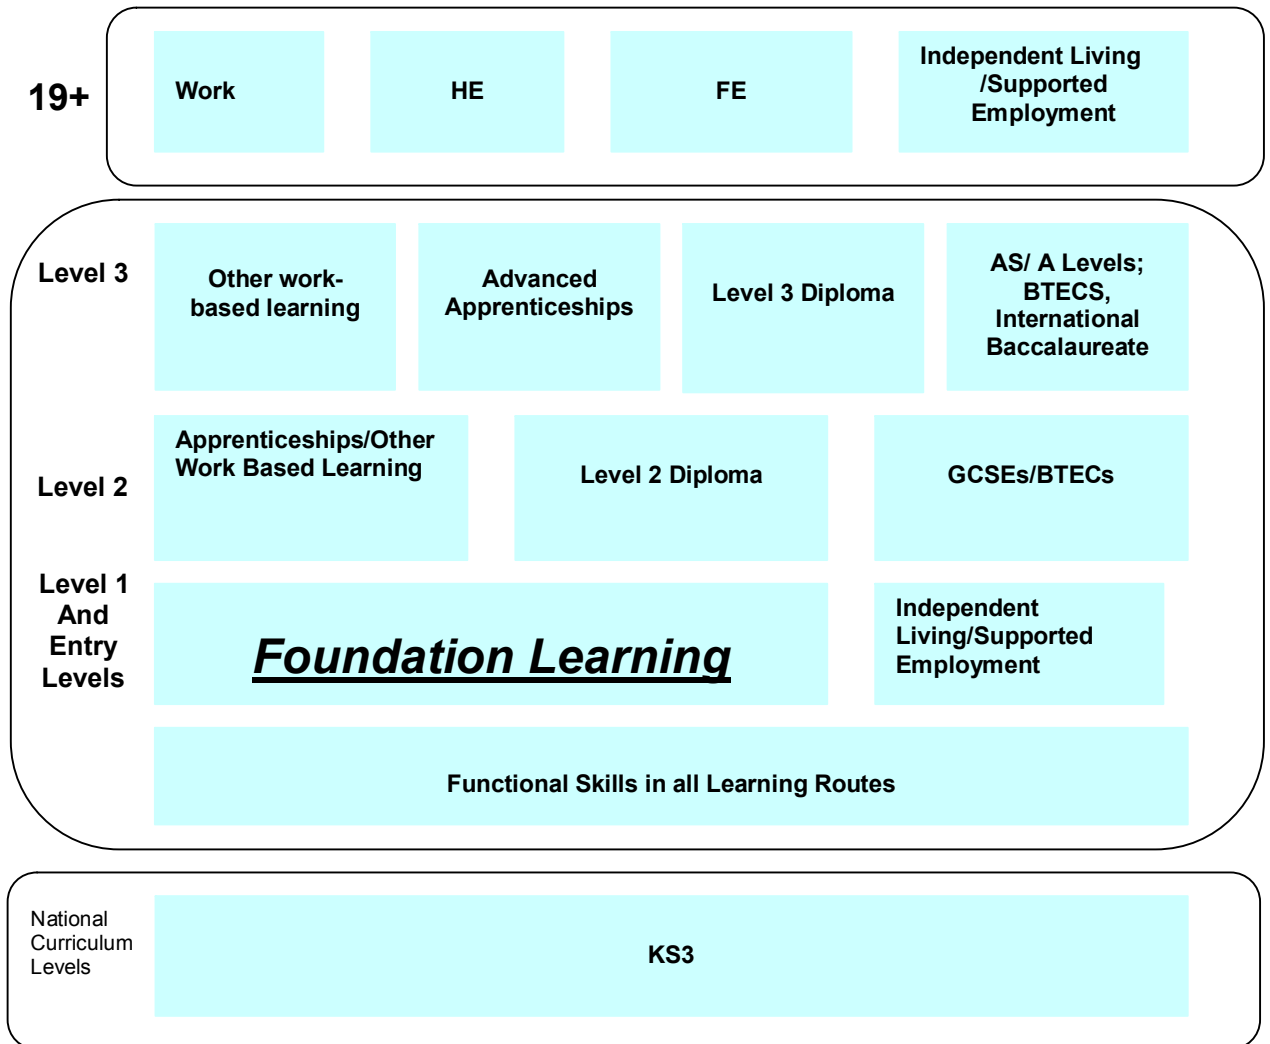 19+
Work
HE
FE
Independent Living
/Supported
Employment
Level 3
Other work-
based learning
Advanced
Apprenticeships
Level 3 Diploma
AS/ A Levels;
BTECS,
International
Baccalaureate
Level 2
Apprenticeships/Other
Work Based Learning
Level 2 Diploma
GCSEs/BTECs
Level 1
And
Entry
Levels
Foundation Learning
Independent
Living/Supported
Employment
Functional Skills in all Learning Routes
National
Curriculum
Levels
KS3